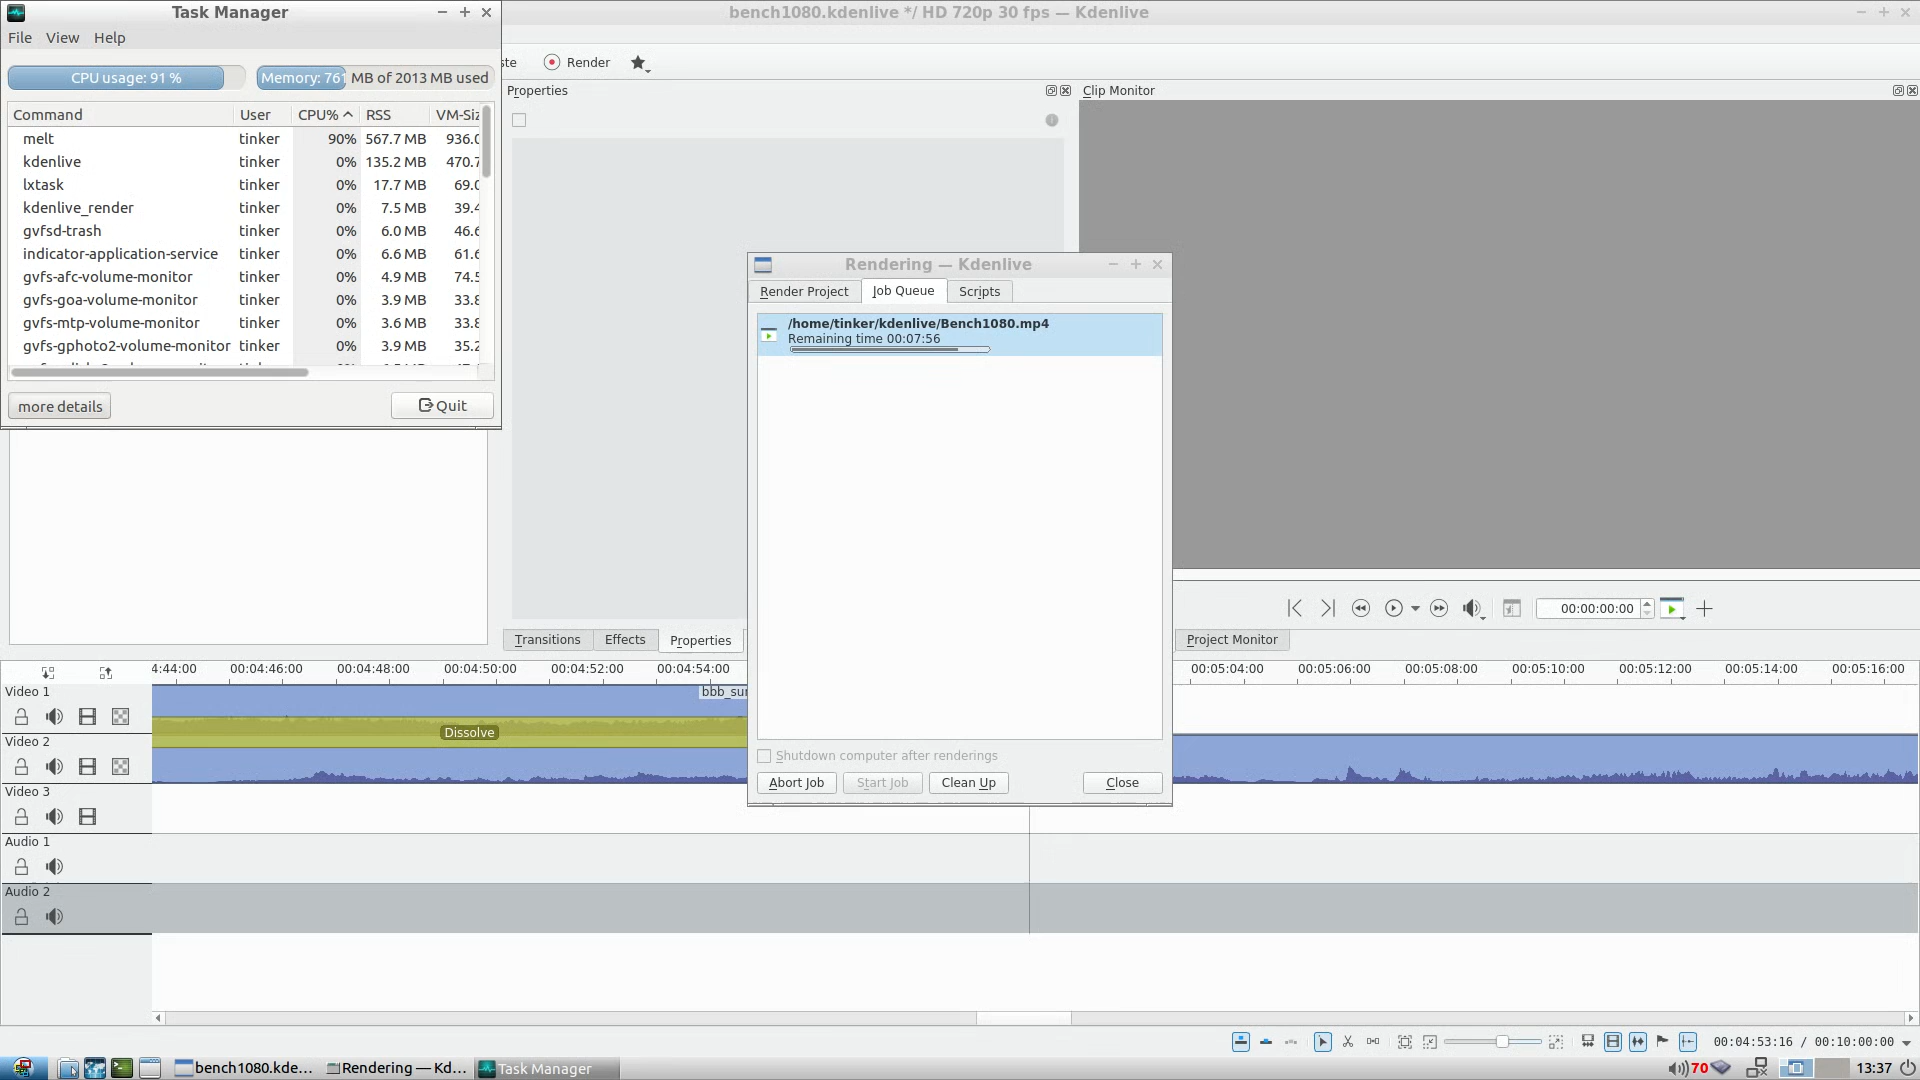 Task Manager
File View Help
CPU usage: 91 %
Memory: 761 MB of 2013 MB used
Command User CPU% RSS VM-Siz
melt tinker 90% 567.7 MB 936.0
kdenlive tinker 0% 135.2 MB 470.7
lxtask tinker 0% 17.7 MB 69.0
kdenlive_render tinker 0% 7.5 MB 39.4
gvfsd-trash tinker 0% 6.0 MB 46.6
indicator-application-service tinker 0% 6.6 MB 61.6
gvfs-afc-volume-monitor tinker 0% 4.9 MB 74.5
gvfs-goa-volume-monitor tinker 0% 3.9 MB 33.8
gvfs-mtp-volume-monitor tinker 0% 3.6 MB 33.8
gvfs-gphoto2-volume-monitor tinker 0% 3.9 MB 35.2
more details
Quit
bench1080.kdenlive */ HD 720p 30 fps — Kdenlive
ste
Render
Properties
Clip Monitor
Rendering — Kdenlive
Render Project Job Queue Scripts
/home/tinker/kdenlive/Bench1080.mp4
Remaining time 00:07:56
Shutdown computer after renderings
Abort Job Start Job Clean Up Close
00:00:00:00
Transitions Effects Properties
Project Monitor
4:44:00 00:04:46:00 00:04:48:00 00:04:50:00 00:04:52:00 00:04:54:00
00:05:04:00 00:05:06:00 00:05:08:00 00:05:10:00 00:05:12:00 00:05:14:00 00:05:16:00
Video 1
bbb_sur
Dissolve
Video 2
Video 3
Audio 1
Audio 2
00:04:53:16 / 00:10:00:00
bench1080.kde...
Rendering — Kd...
Task Manager
70
13:37